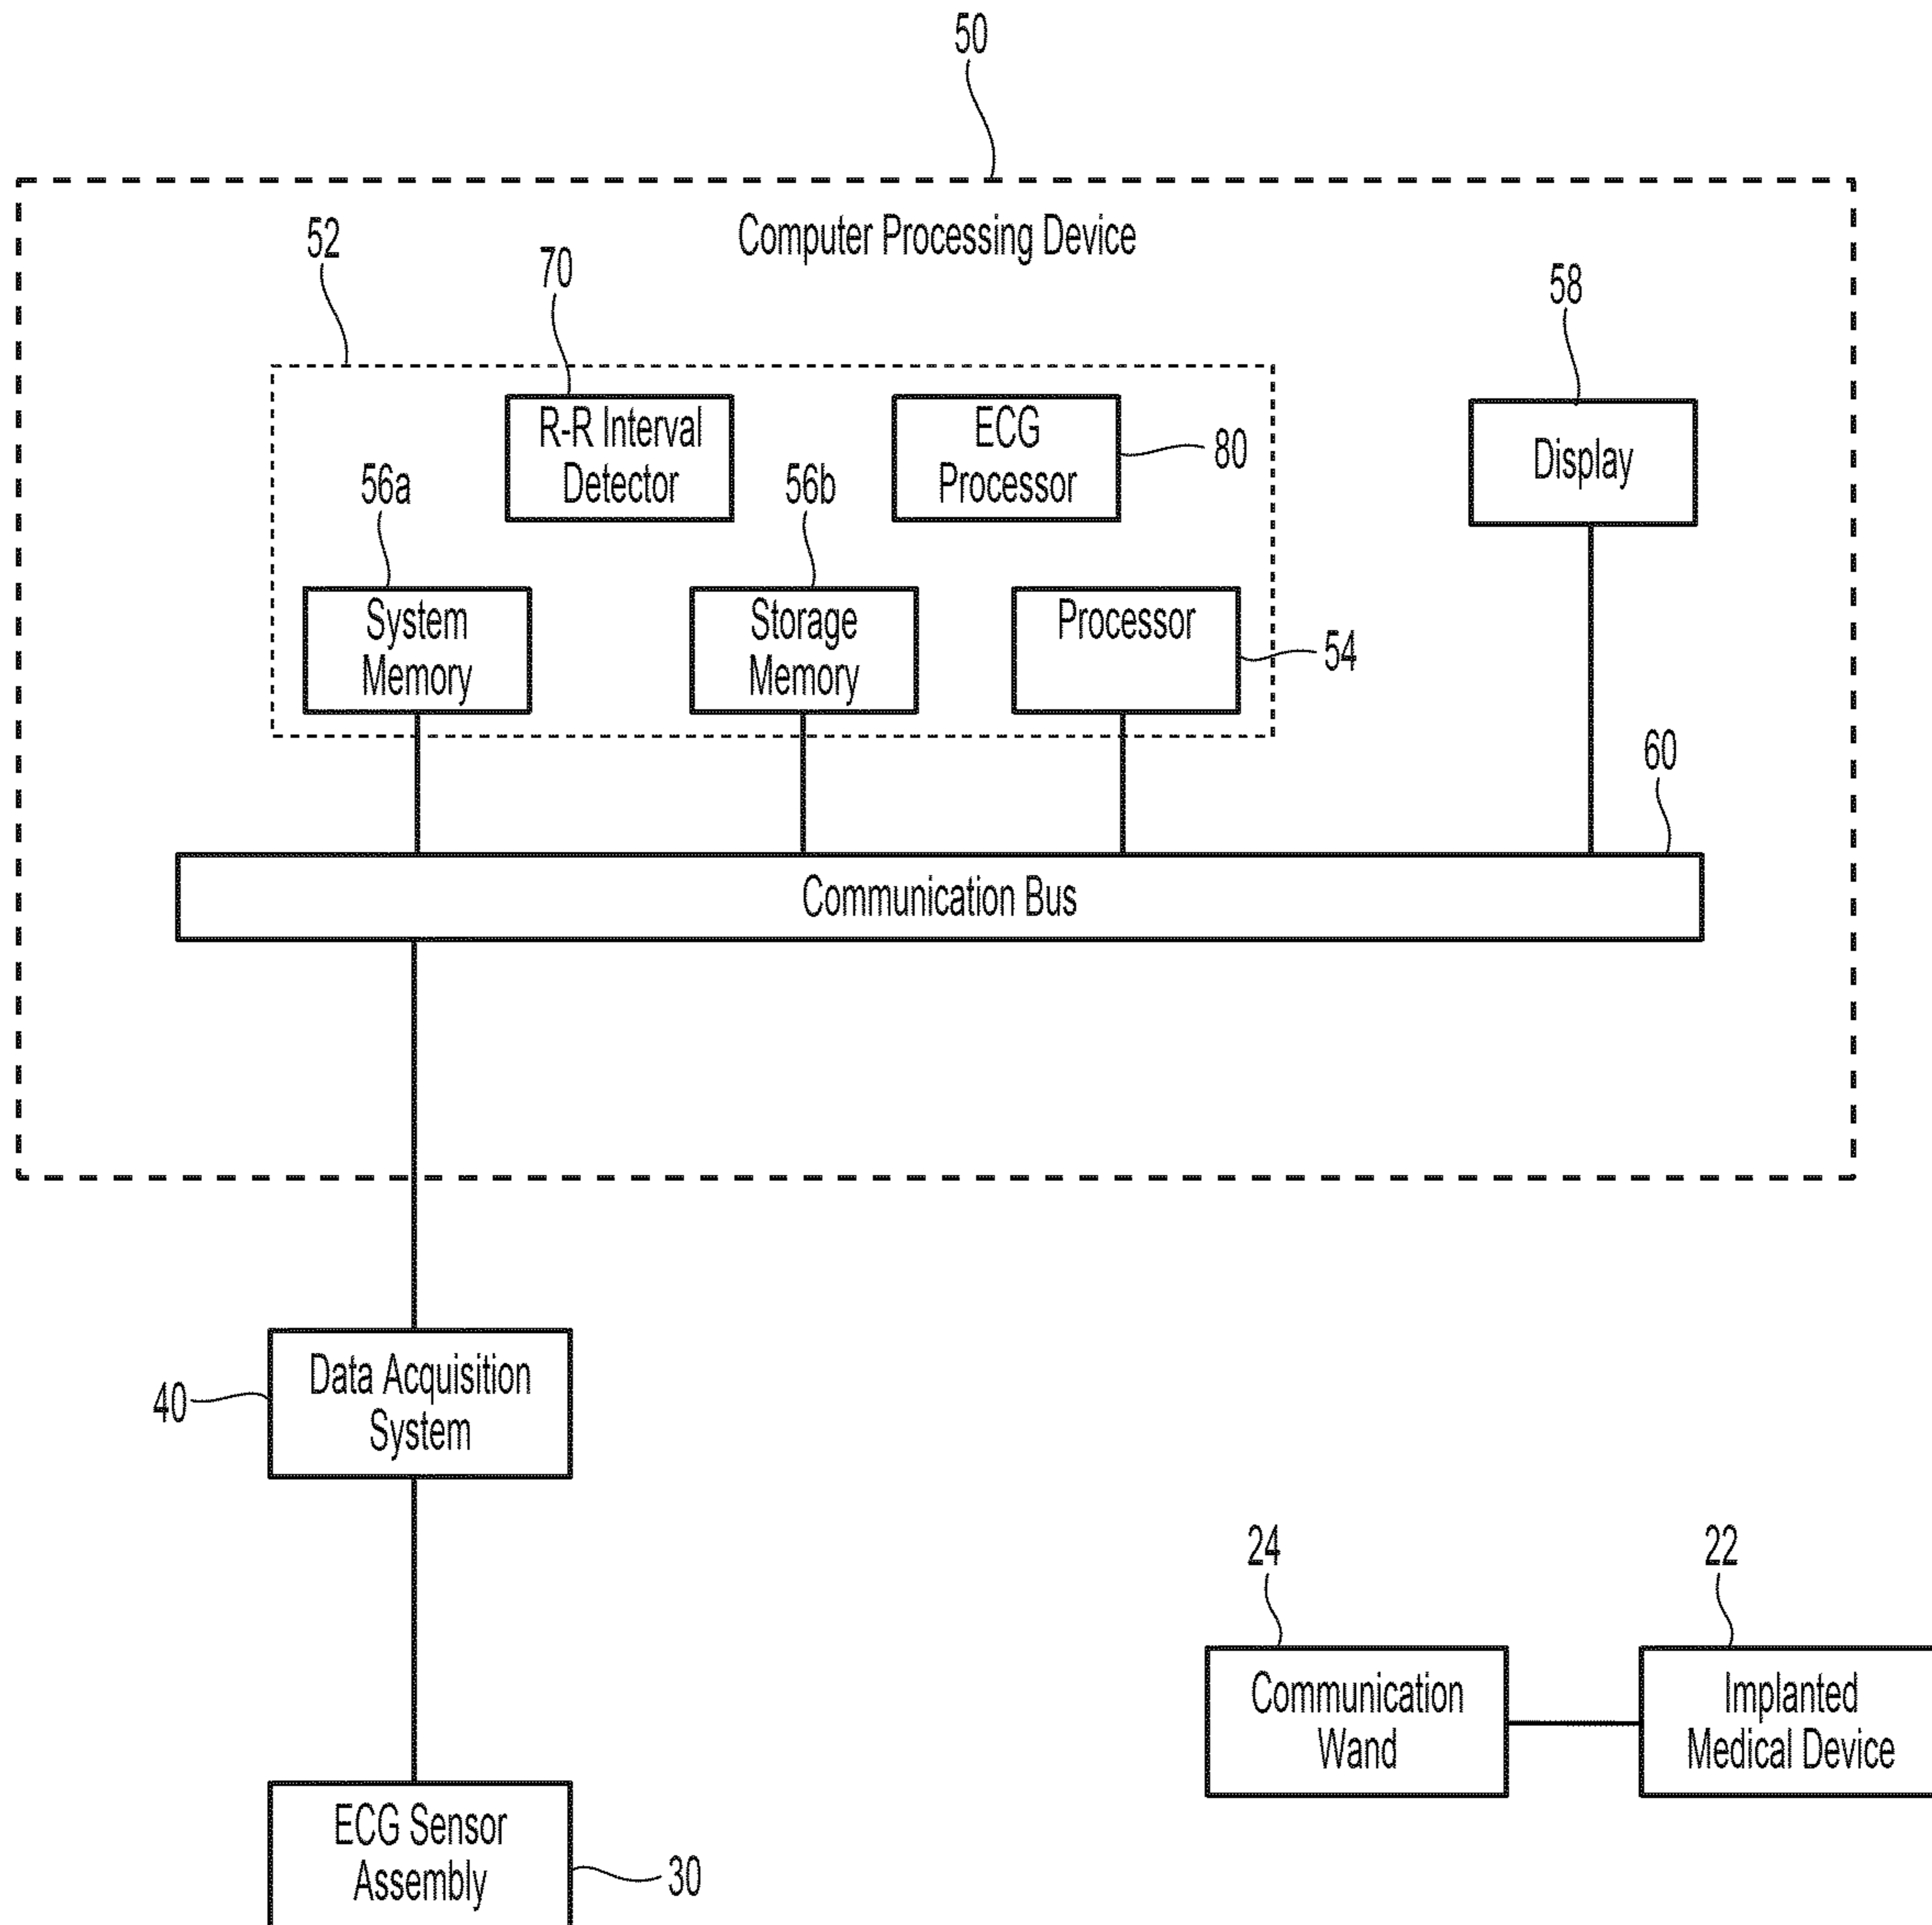 50
Computer Processing Device
52
70
58
R-R Interval
Detector
ECG
Processor
80
Display
56a
56b
System
Memory
Storage
Memory
Processor
54
60
Communication Bus
Data Acquisition
System
40
24
22
Communication
Wand
Implanted
Medical Device
ECG Sensor
Assembly
30